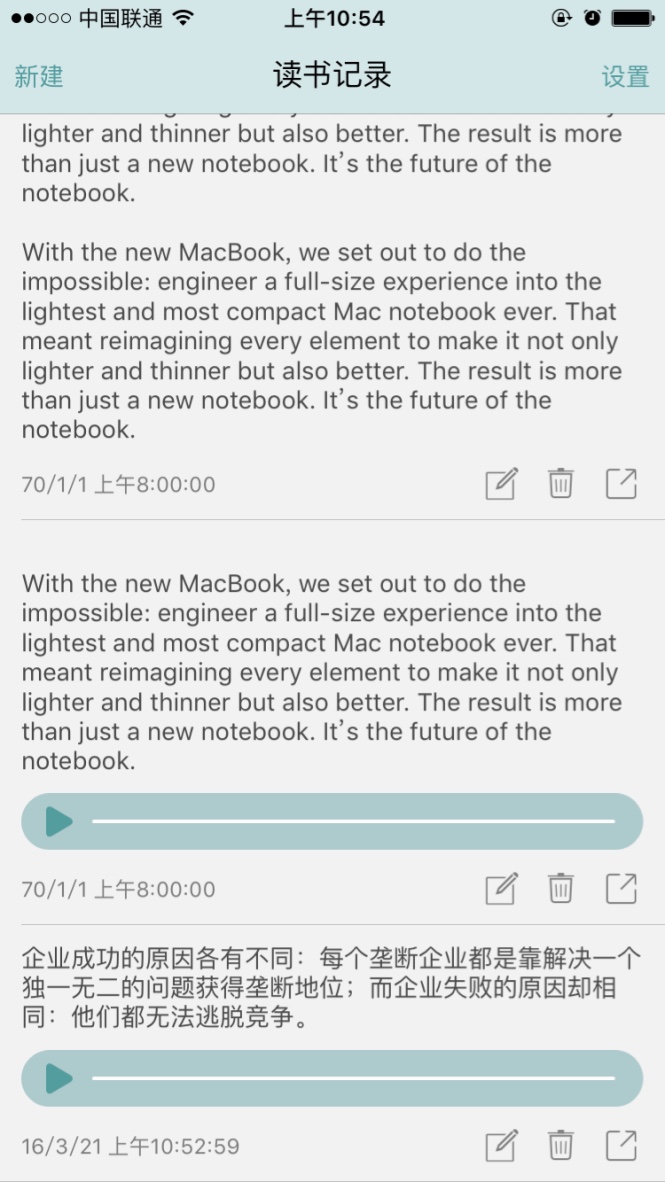 中国联通
上午10:54
新建
读书记录
设置
lighter and thinner but also better. The result is more
than just a new notebook. It’s the future of the
notebook.
With the new MacBook, we set out to do the
impossible: engineer a full-size experience into the
lightest and most compact Mac notebook ever. That
meant reimagining every element to make it not only
lighter and thinner but also better. The result is more
than just a new notebook. It’s the future of the
notebook.
70/1/1 上午8:00:00
With the new MacBook, we set out to do the
impossible: engineer a full-size experience into the
lightest and most compact Mac notebook ever. That
meant reimagining every element to make it not only
lighter and thinner but also better. The result is more
than just a new notebook. It’s the future of the
notebook.
70/1/1 上午8:00:00
企业成功的原因各有不同：每个垄断企业都是靠解决一个
独一无二的问题获得垄断地位；而企业失败的原因却相
同：他们都无法逃脱竞争。
16/3/21 上午10:52:59